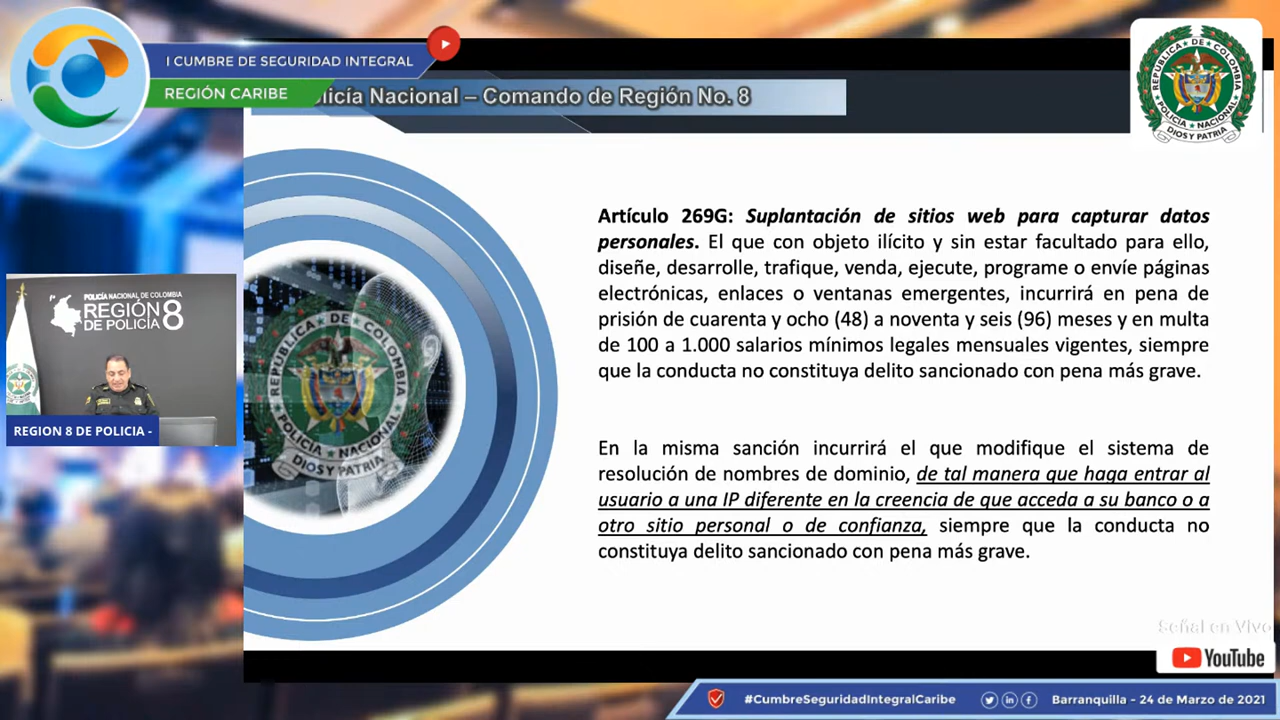 I CUMBRE DE SEGURIDAD INTEGRAL
REGIÓN CARIBE
licía Nacional – Comando de Región No. 8
REPUBLICA DE COLOMBIA
POLICIA NACIONAL
DIOS Y PATRIA
Artículo 269G: Suplantación de sitios web para capturar datos
personales. El que con objeto ilícito y sin estar facultado para ello,
diseñe, desarrolle, trafique, venda, ejecute, programe o envíe páginas
electrónicas, enlaces o ventanas emergentes, incurrirá en pena de
prisión de cuarenta y ocho (48) a noventa y seis (96) meses y en multa
de 100 a 1.000 salarios mínimos legales mensuales vigentes, siempre
que la conducta no constituya delito sancionado con pena más grave.
En la misma sanción incurrirá el que modifique el sistema de
resolución de nombres de dominio, de tal manera que haga entrar al
usuario a una IP diferente en la creencia de que acceda a su banco o a
otro sitio personal o de confianza, siempre que la conducta no
constituya delito sancionado con pena más grave.
POLICÍA NACIONAL DE COLOMBIA
REGIÓN 8
DE POLICÍA
REGION 8 DE POLICIA -
REPUBLICA DE COLOMBIA
POLICIA NACIONAL
DIOS Y PATRIA
Señal en Vivo
YouTube
#CumbreSeguridadIntegralCaribe
Barranquilla - 24 de Marzo de 2021